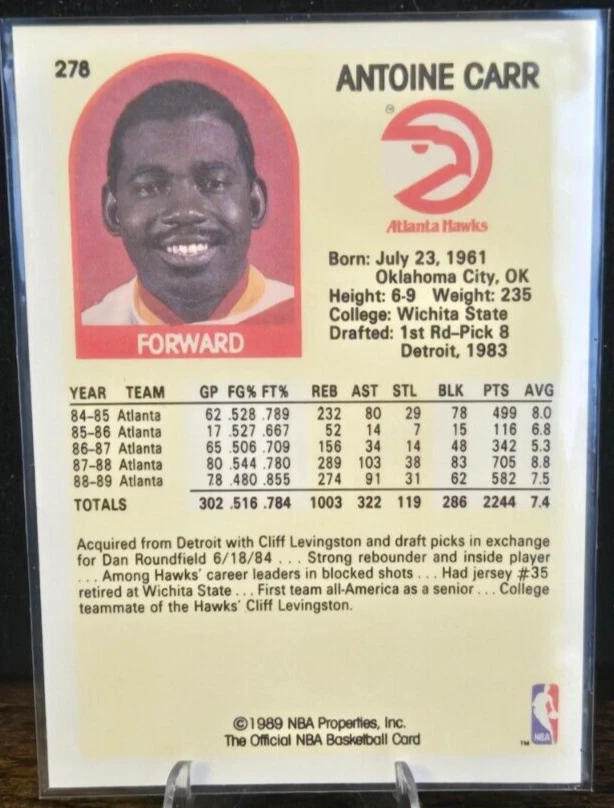 278
ANTOINE CARR
Atlanta Hawks
FORWARD
Born: July 23, 1961
Oklahoma City, OK
Height: 6-9 Weight: 235
College: Wichita State
Drafted: 1st Rd-Pick 8
Detroit, 1983
YEAR TEAM GP FG% FT% REB AST STL BLK PTS AVG
84-85 Atlanta 62 .528 .789 232 80 29 78 499 8.0
85-86 Atlanta 17 .527 .667 52 14 7 15 116 6.8
86-87 Atlanta 65 .506 .709 156 34 14 48 342 5.3
87-88 Atlanta 80 .544 .780 289 103 38 83 705 8.8
88-89 Atlanta 78 .480 .855 274 91 31 62 582 7.5
TOTALS 302 .516 .784 1003 322 119 286 2244 7.4
Acquired from Detroit with Cliff Levingston and draft picks in exchange
for Dan Roundfield 6/18/84 . . . Strong rebounder and inside player
. . . Among Hawks' career leaders in blocked shots . . . Had jersey #35
retired at Wichita State . . . First team all-America as a senior . . . College
teammate of the Hawks' Cliff Levingston.
©1989 NBA Properties, Inc.
The Official NBA Basketball Card
™ NBA